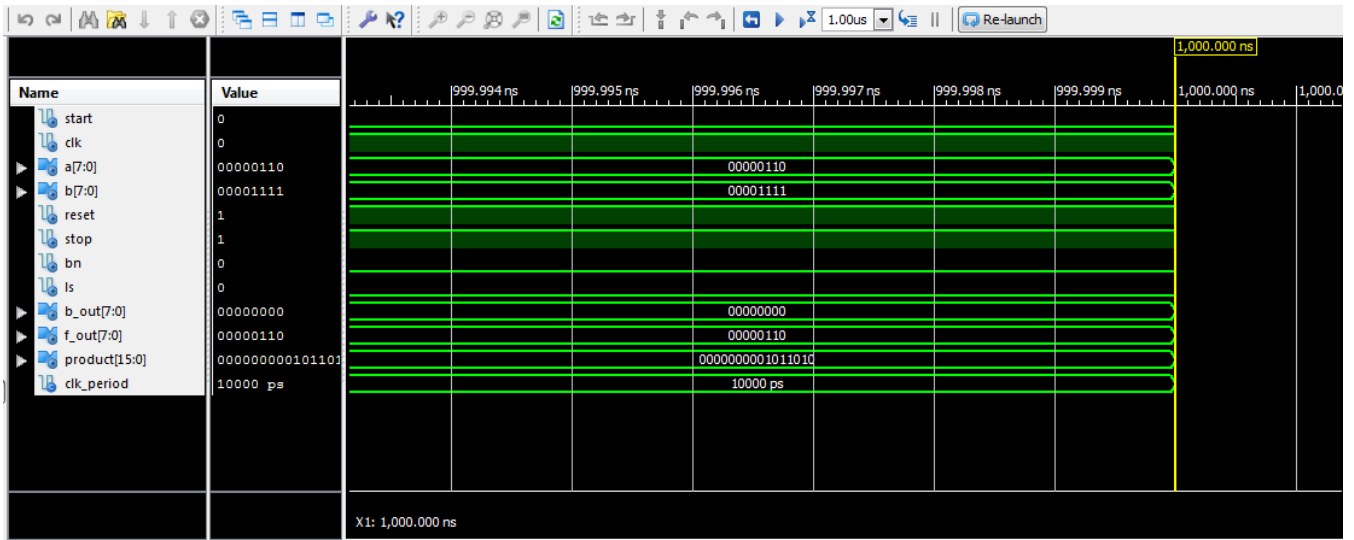 1.00us Re-launch
1,000.000 ns
Name Value 999.994 ns 999.995 ns 999.996 ns 999.997 ns 999.998 ns 999.999 ns 1,000.000 ns 1,000.0
start 0
clk 0
a[7:0] 00000110 00000110
b[7:0] 00001111 00001111
reset 1
stop 1
bn 0
ls 0
b_out[7:0] 00000000 00000000
f_out[7:0] 00000110 00000110
product[15:0] 000000000101101 0000000001011010
clk_period 10000 ps 10000 ps
X1: 1,000.000 ns